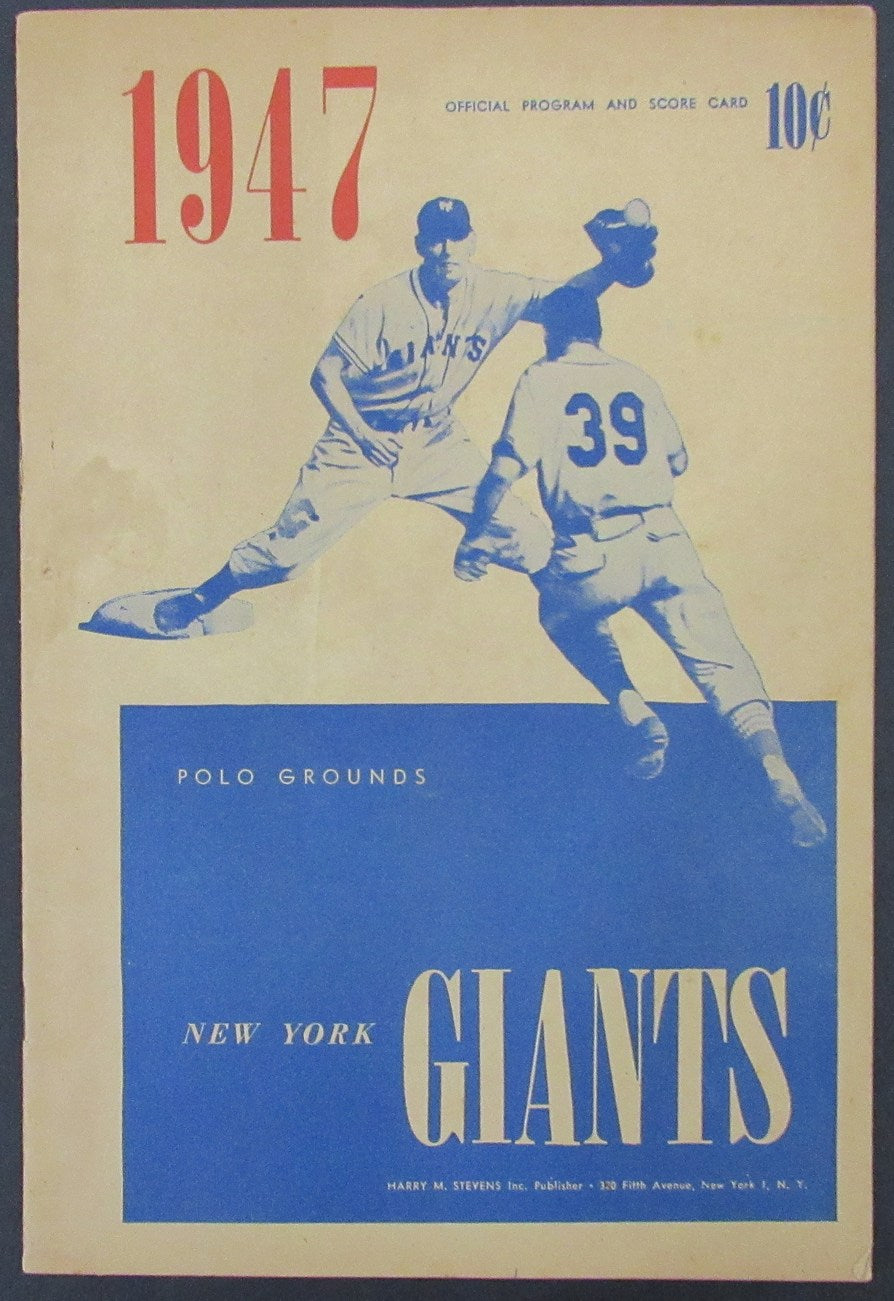 1947
OFFICIAL PROGRAM AND SCORE CARD 10¢
NY
GIANTS
39
POLO GROUNDS
NEW YORK GIANTS
HARRY M. STEVENS Inc. Publisher • 320 Fifth Avenue, New York 1, N. Y.